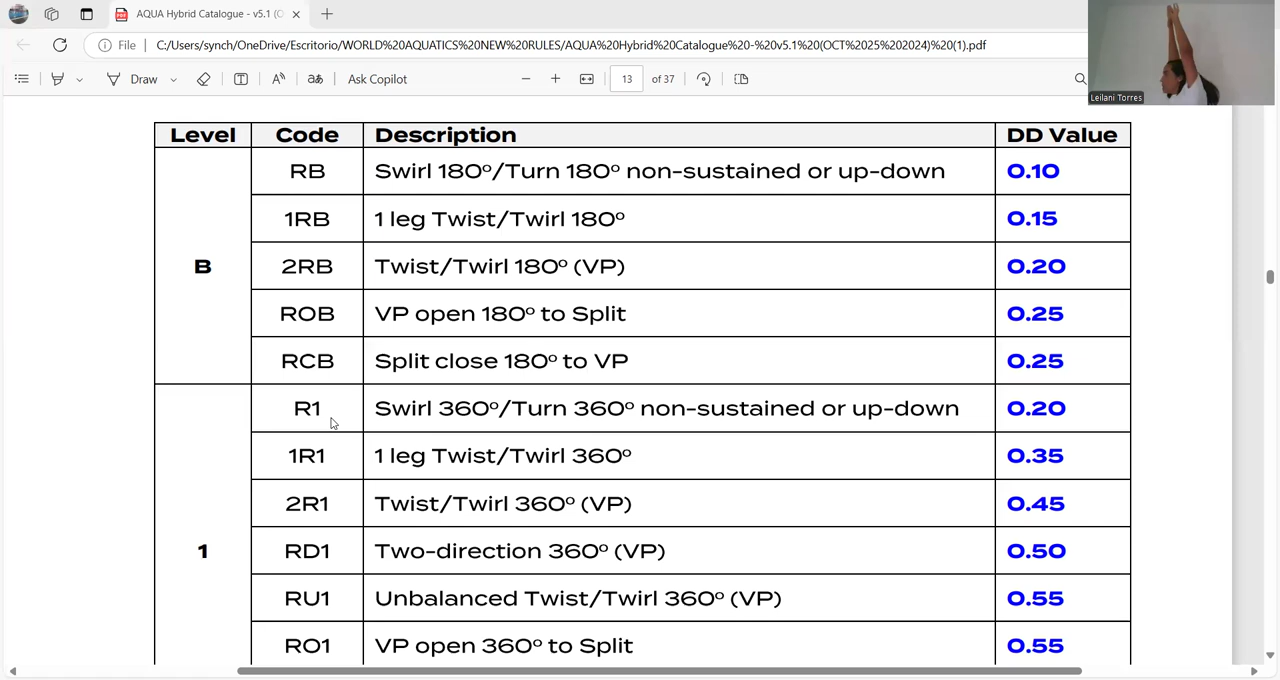 AQUA Hybrid Catalogue - v5.1 (O
File C:/Users/synch/OneDrive/Escritorio/WORLD%20AQUATICS%20NEW%20RULES/AQUA%20Hybrid%20Catalogue%20-%20v5.1%20(OCT%2025%202024)%20(1).pdf
Draw Ask Copilot 13 of 37
Leilani Torres
Level Code Description DD Value
B
RB Swirl 180º/Turn 180º non-sustained or up-down 0.10
1RB 1 leg Twist/Twirl 180º 0.15
2RB Twist/Twirl 180º (VP) 0.20
ROB VP open 180º to Split 0.25
RCB Split close 180º to VP 0.25
1
R1 Swirl 360º/Turn 360º non-sustained or up-down 0.20
1R1 1 leg Twist/Twirl 360º 0.35
2R1 Twist/Twirl 360º (VP) 0.45
RD1 Two-direction 360º (VP) 0.50
RU1 Unbalanced Twist/Twirl 360º (VP) 0.55
RO1 VP open 360º to Split 0.55